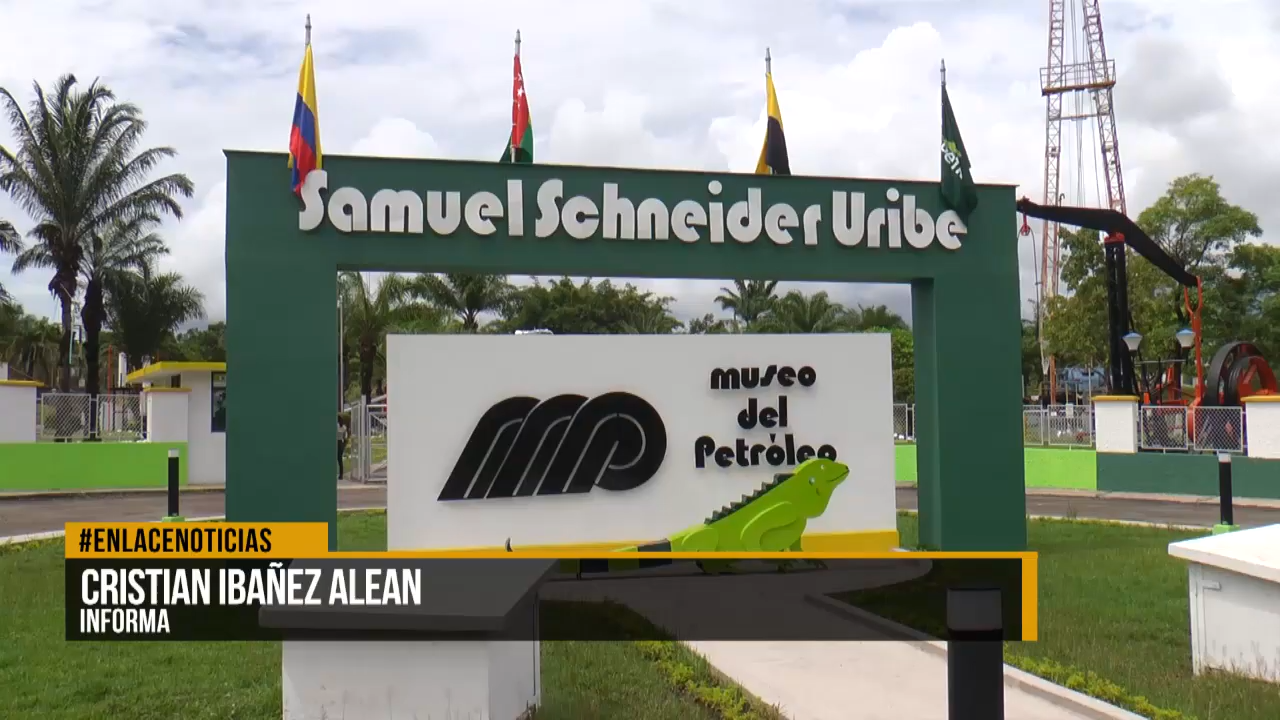 Samuel Schneider Uribe
museo
del
Petróleo
#ENLACENOTICIAS
CRISTIAN IBAÑEZ ALEAN
INFORMA